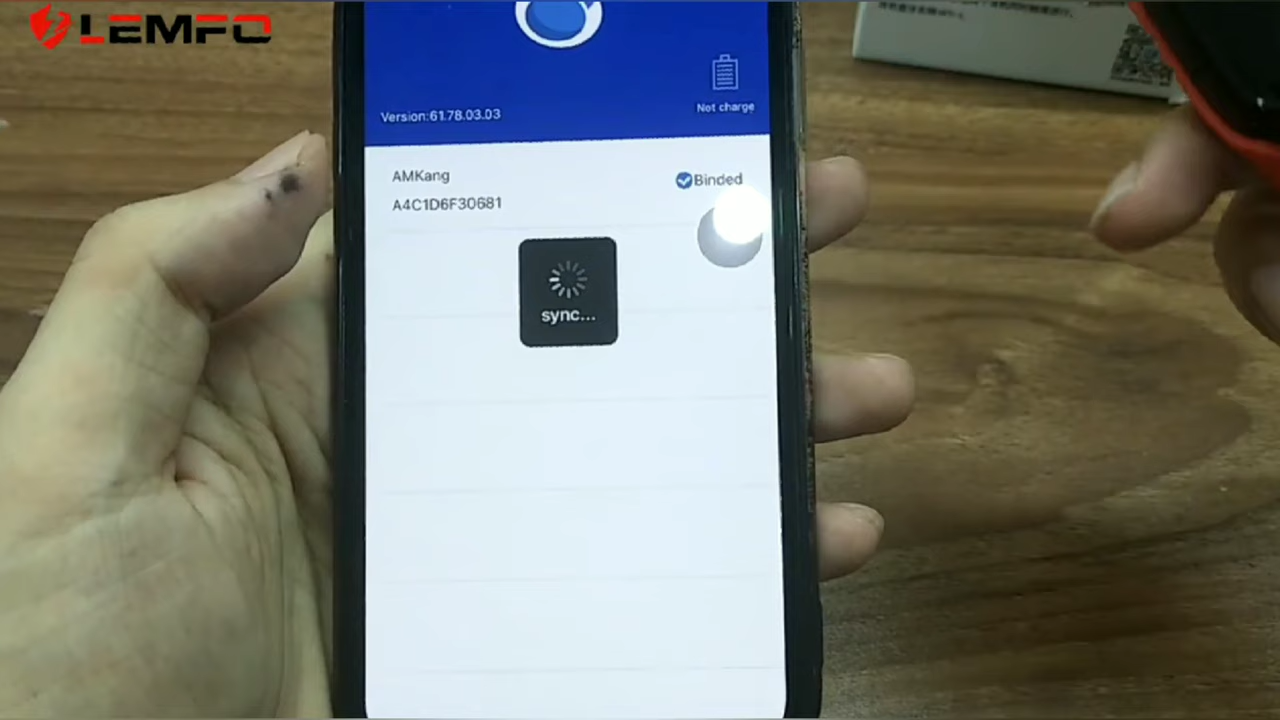 LEMFO
Version:61.78.03.03
Not charge
AMKang
Binded
A4C1D6F30681
sync...